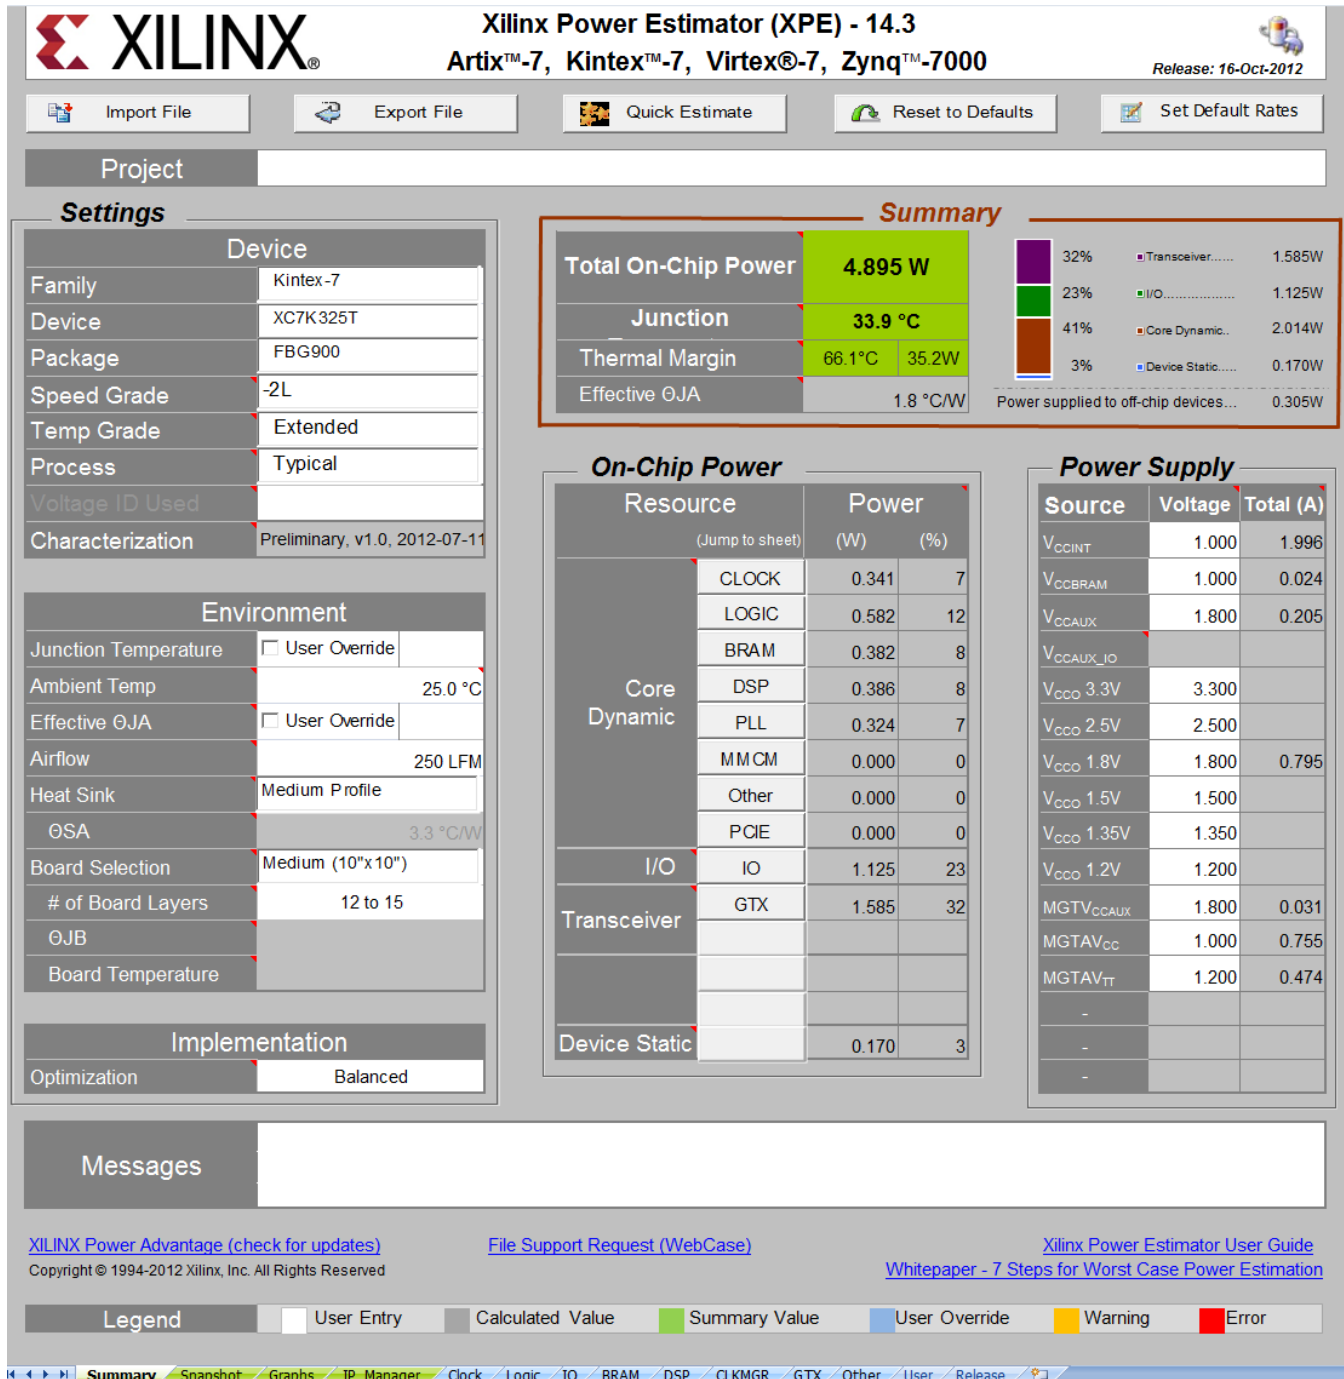 XILINX®
Xilinx Power Estimator (XPE) - 14.3
Artix™-7, Kintex™-7, Virtex®-7, Zynq™-7000
Release: 16-Oct-2012
Import File
Export File
Quick Estimate
Reset to Defaults
Set Default Rates
Project
Settings
Device
Family Kintex-7
Device XC7K325T
Package FBG900
Speed Grade -2L
Temp Grade Extended
Process Typical
Voltage ID Used
Characterization Preliminary, v1.0, 2012-07-11
Environment
Junction Temperature User Override
Ambient Temp 25.0 °C
Effective ΘJA User Override
Airflow 250 LFM
Heat Sink Medium Profile
ΘSA 3.3 °C/W
Board Selection Medium (10"x10")
# of Board Layers 12 to 15
ΘJB
Board Temperature
Implementation
Optimization Balanced
Summary
Total On-Chip Power 4.895 W
Junction 33.9 °C
Thermal Margin 66.1°C 35.2W
Effective ΘJA 1.8 °C/W
32% Transceiver...... 1.585W
23% I/O.................. 1.125W
41% Core Dynamic.. 2.014W
3% Device Static..... 0.170W
Power supplied to off-chip devices... 0.305W
On-Chip Power
Resource Power
(Jump to sheet) (W) (%)
Core Dynamic
CLOCK 0.341 7
LOGIC 0.582 12
BRAM 0.382 8
DSP 0.386 8
PLL 0.324 7
MMCM 0.000 0
Other 0.000 0
PCIE 0.000 0
I/O IO 1.125 23
Transceiver GTX 1.585 32
Device Static 0.170 3
Power Supply
Source Voltage Total (A)
VCCINT 1.000 1.996
VCCBRAM 1.000 0.024
VCCAUX 1.800 0.205
VCCAUX_IO
VCCO 3.3V 3.300
VCCO 2.5V 2.500
VCCO 1.8V 1.800 0.795
VCCO 1.5V 1.500
VCCO 1.35V 1.350
VCCO 1.2V 1.200
MGTVCCAUX 1.800 0.031
MGTAVCC 1.000 0.755
MGTAVTT 1.200 0.474
-
-
-
Messages
XILINX Power Advantage (check for updates)
File Support Request (WebCase)
Xilinx Power Estimator User Guide
Copyright © 1994-2012 Xilinx, Inc. All Rights Reserved
Whitepaper - 7 Steps for Worst Case Power Estimation
Legend User Entry Calculated Value Summary Value User Override Warning Error
Summary Snapshot Graphs IP_Manager Clock Logic IO BRAM DSP CLKMGR GTX Other User Release